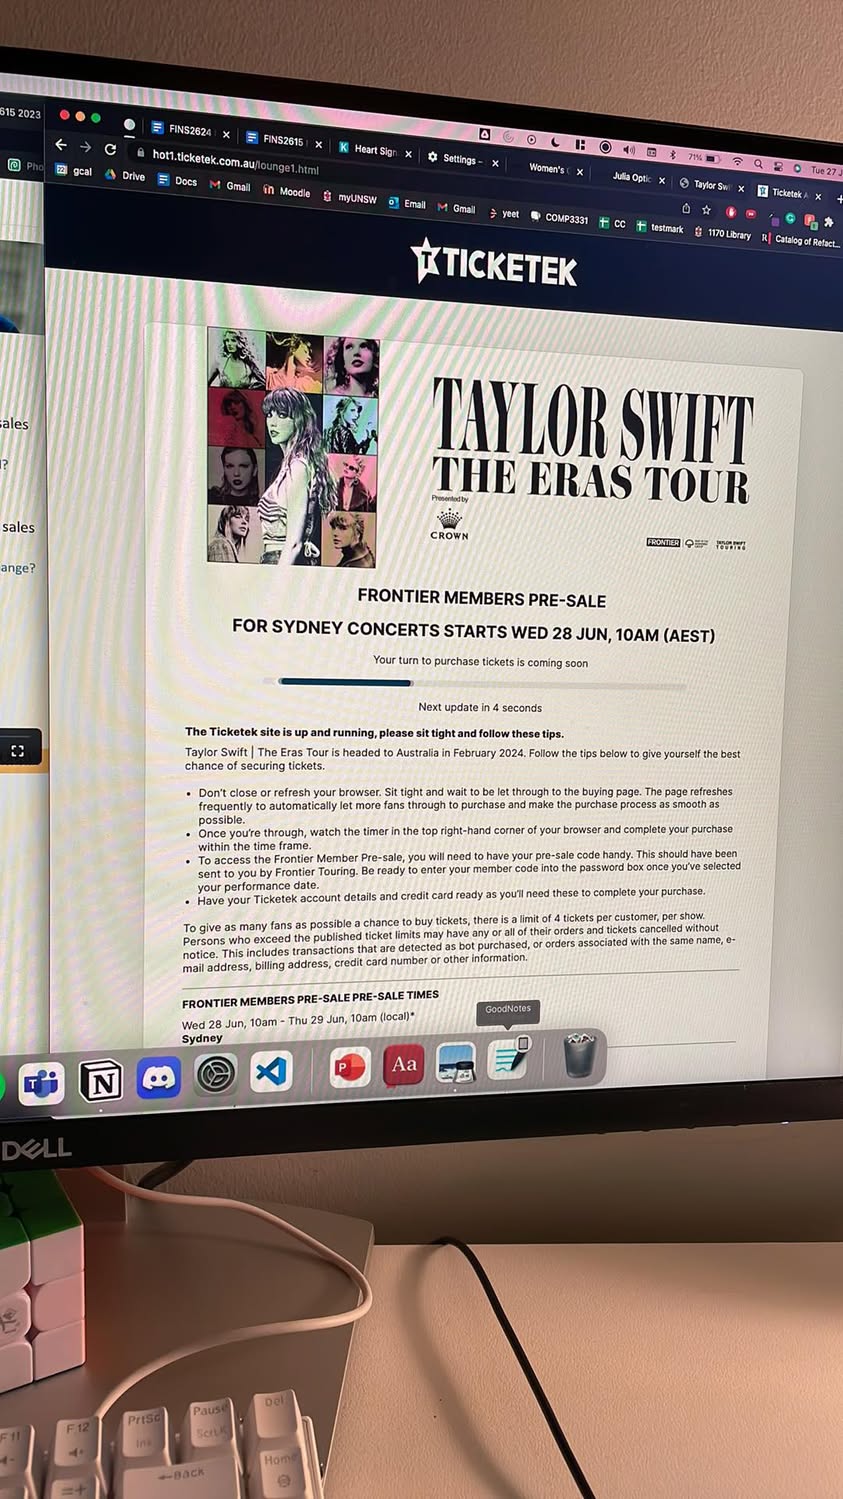 615 2023
FINS2624
FINS2615
Heart Sign
Settings –
Women's
Julia Optic
Taylor Swi
Ticketek
71%
Tue 27 J
Pho
hot1.ticketek.com.au/lounge1.html
gcal
Drive
Docs
Gmail
Moodle
myUNSW
Email
Gmail
yeet
COMP3331
CC
testmark
1170 Library
Catalog of Refact...
TICKETEK
TAYLOR SWIFT
THE ERAS TOUR
Presented by
CROWN
FRONTIER
TAYLOR SWIFT
TOURING
sales
?
sales
ange?
FRONTIER MEMBERS PRE-SALE
FOR SYDNEY CONCERTS STARTS WED 28 JUN, 10AM (AEST)
Your turn to purchase tickets is coming soon
Next update in 4 seconds
The Ticketek site is up and running, please sit tight and follow these tips.
Taylor Swift | The Eras Tour is headed to Australia in February 2024. Follow the tips below to give yourself the best
chance of securing tickets.
• Don't close or refresh your browser. Sit tight and wait to be let through to the buying page. The page refreshes
frequently to automatically let more fans through to purchase and make the purchase process as smooth as
possible.
• Once you're through, watch the timer in the top right-hand corner of your browser and complete your purchase
within the time frame.
• To access the Frontier Member Pre-sale, you will need to have your pre-sale code handy. This should have been
sent to you by Frontier Touring. Be ready to enter your member code into the password box once you've selected
your performance date.
• Have your Ticketek account details and credit card ready as you'll need these to complete your purchase.
To give as many fans as possible a chance to buy tickets, there is a limit of 4 tickets per customer, per show.
Persons who exceed the published ticket limits may have any or all of their orders and tickets cancelled without
notice. This includes transactions that are detected as bot purchased, or orders associated with the same name, e-
mail address, billing address, credit card number or other information.
FRONTIER MEMBERS PRE-SALE PRE-SALE TIMES
Wed 28 Jun, 10am - Thu 29 Jun, 10am (local)*
Sydney
GoodNotes
Aa
DELL
F11
F12
PrtSc
Ins
Pause
ScrLK
Del
Back
Home